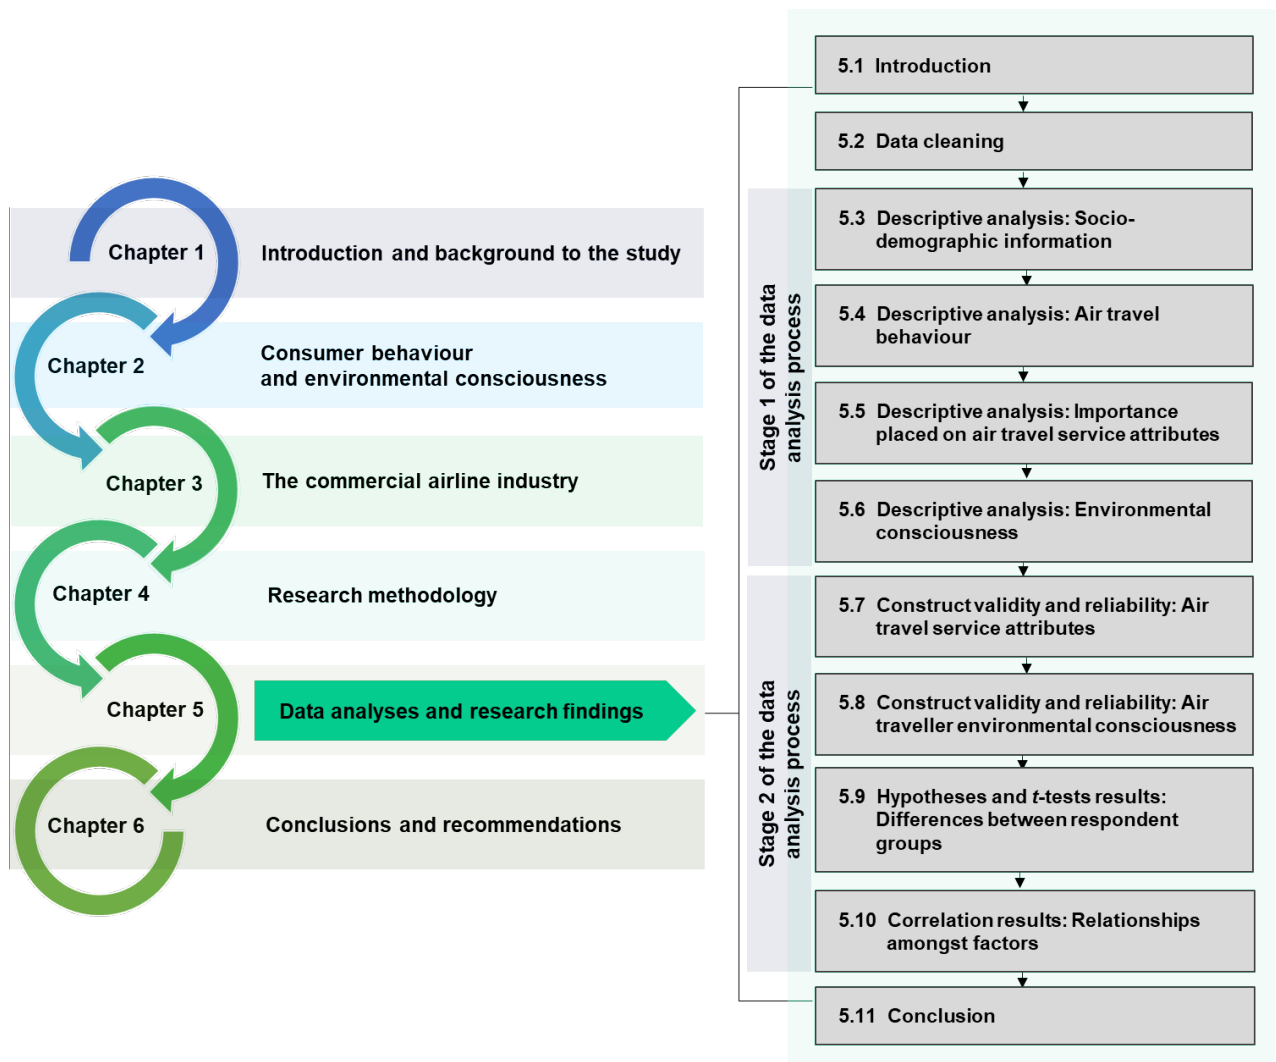 Chapter 1
Introduction and background to the study
Chapter 2
Consumer behaviour
and environmental consciousness
Chapter 3
The commercial airline industry
Chapter 4
Research methodology
Chapter 5
Data analyses and research findings
Chapter 6
Conclusions and recommendations
5.1 Introduction
5.2 Data cleaning
Stage 1 of the data
analysis process
5.3 Descriptive analysis: Socio-
demographic information
5.4 Descriptive analysis: Air travel
behaviour
5.5 Descriptive analysis: Importance
placed on air travel service attributes
5.6 Descriptive analysis: Environmental
consciousness
Stage 2 of the data
analysis process
5.7 Construct validity and reliability: Air
travel service attributes
5.8 Construct validity and reliability: Air
traveller environmental consciousness
5.9 Hypotheses and t-tests results:
Differences between respondent
groups
5.10 Correlation results: Relationships
amongst factors
5.11 Conclusion